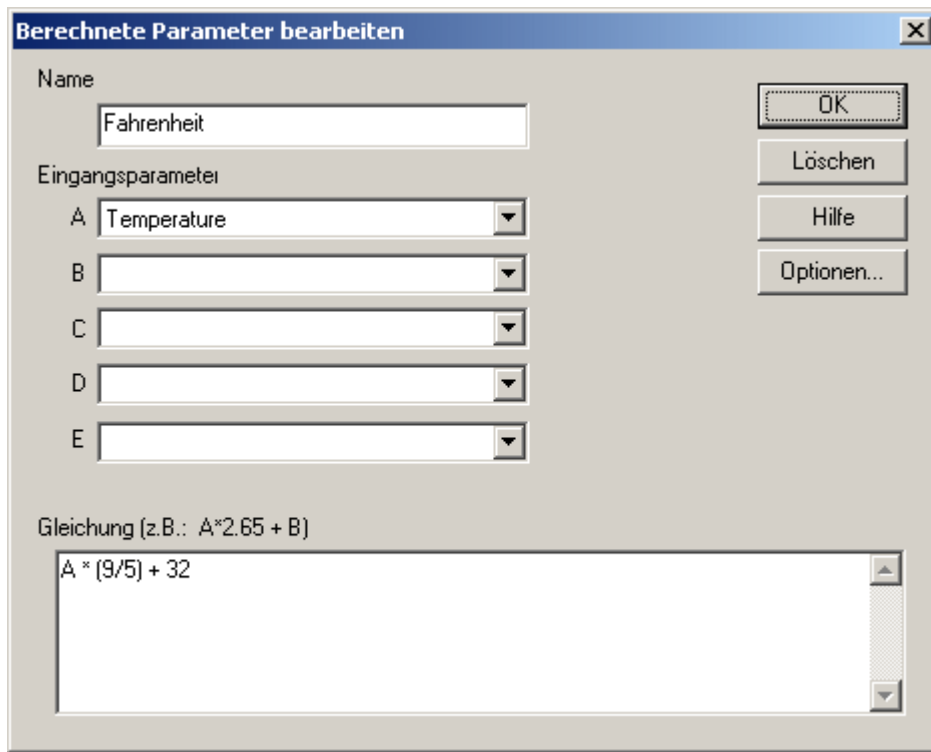 Berechnete Parameter bearbeiten
Name
Fahrenheit
OK
Löschen
Hilfe
Optionen...
Eingangsparameter
A Temperature
B
C
D
E
Gleichung (z.B.: A*2.65 + B)
A * (9/5) + 32